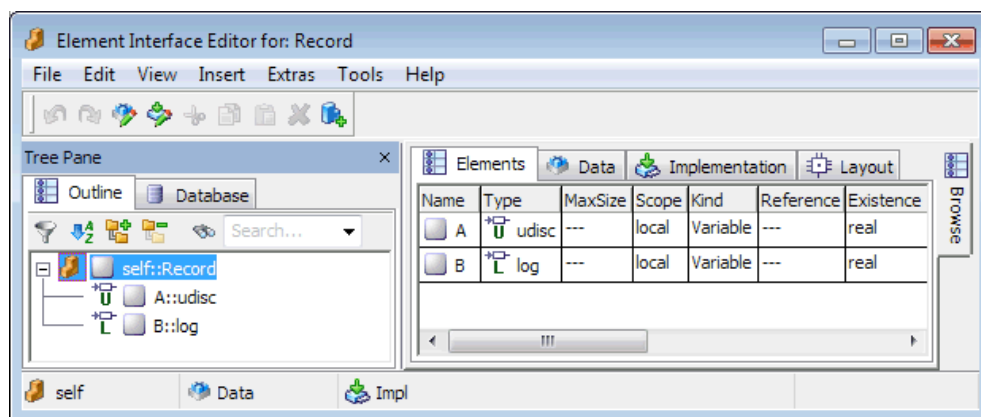 Element Interface Editor for: Record
File Edit View Insert Extras Tools Help
Tree Pane
Outline Database
Search...
self::Record
A::udisc
B::log
Elements Data Implementation Layout
Name Type MaxSize Scope Kind Reference Existence
A U udisc --- local Variable --- real
B L log --- local Variable --- real
Browse
self Data Impl